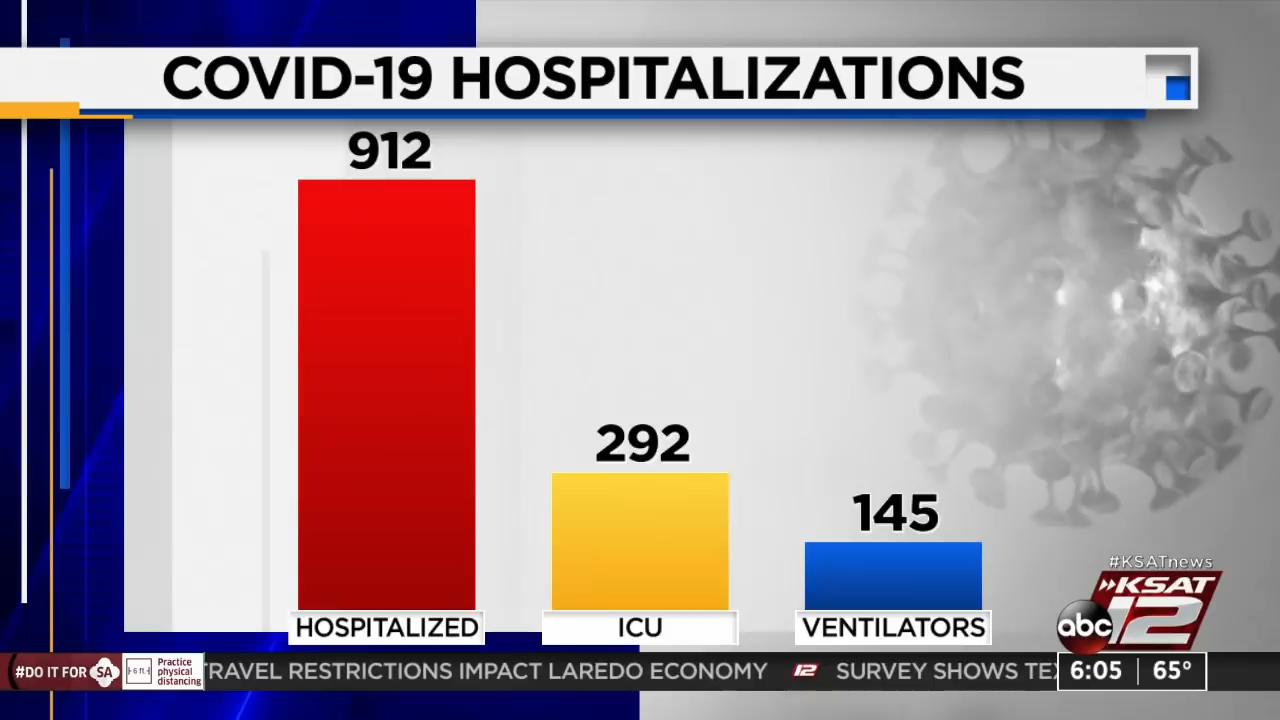 COVID-19 HOSPITALIZATIONS
912
292
145
HOSPITALIZED
ICU
VENTILATORS
#KSATnews
KSAT
abc 12
#DO IT FOR SA
6 ft.
Practice
physical
distancing
TRAVEL RESTRICTIONS IMPACT LAREDO ECONOMY 12 SURVEY SHOWS TEX
6:05 65°